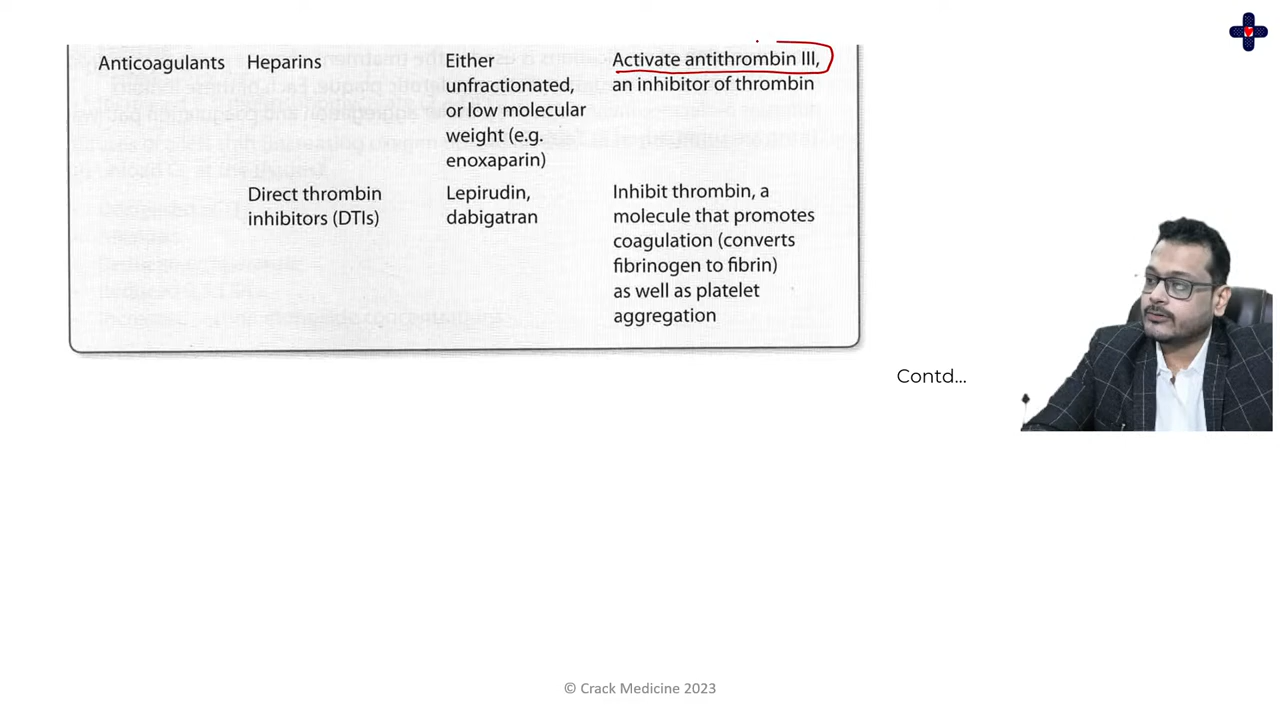 Anticoagulants
Heparins
Either
unfractionated,
or low molecular
weight (e.g.
enoxaparin)
Activate antithrombin III,
an inhibitor of thrombin
Direct thrombin
inhibitors (DTIs)
Lepirudin,
dabigatran
Inhibit thrombin, a
molecule that promotes
coagulation (converts
fibrinogen to fibrin)
as well as platelet
aggregation
Contd...
© Crack Medicine 2023